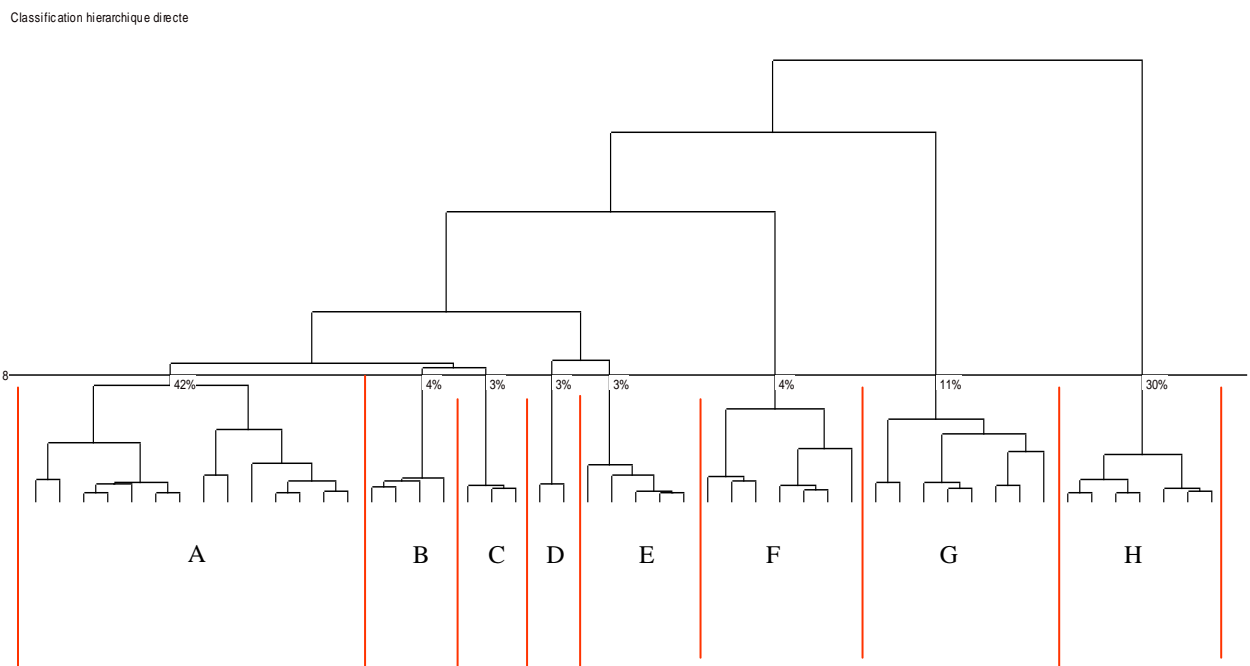 Classification hierarchique directe
8
42% 4% 3% 3% 3% 4% 11% 30%
A B C D E F G H